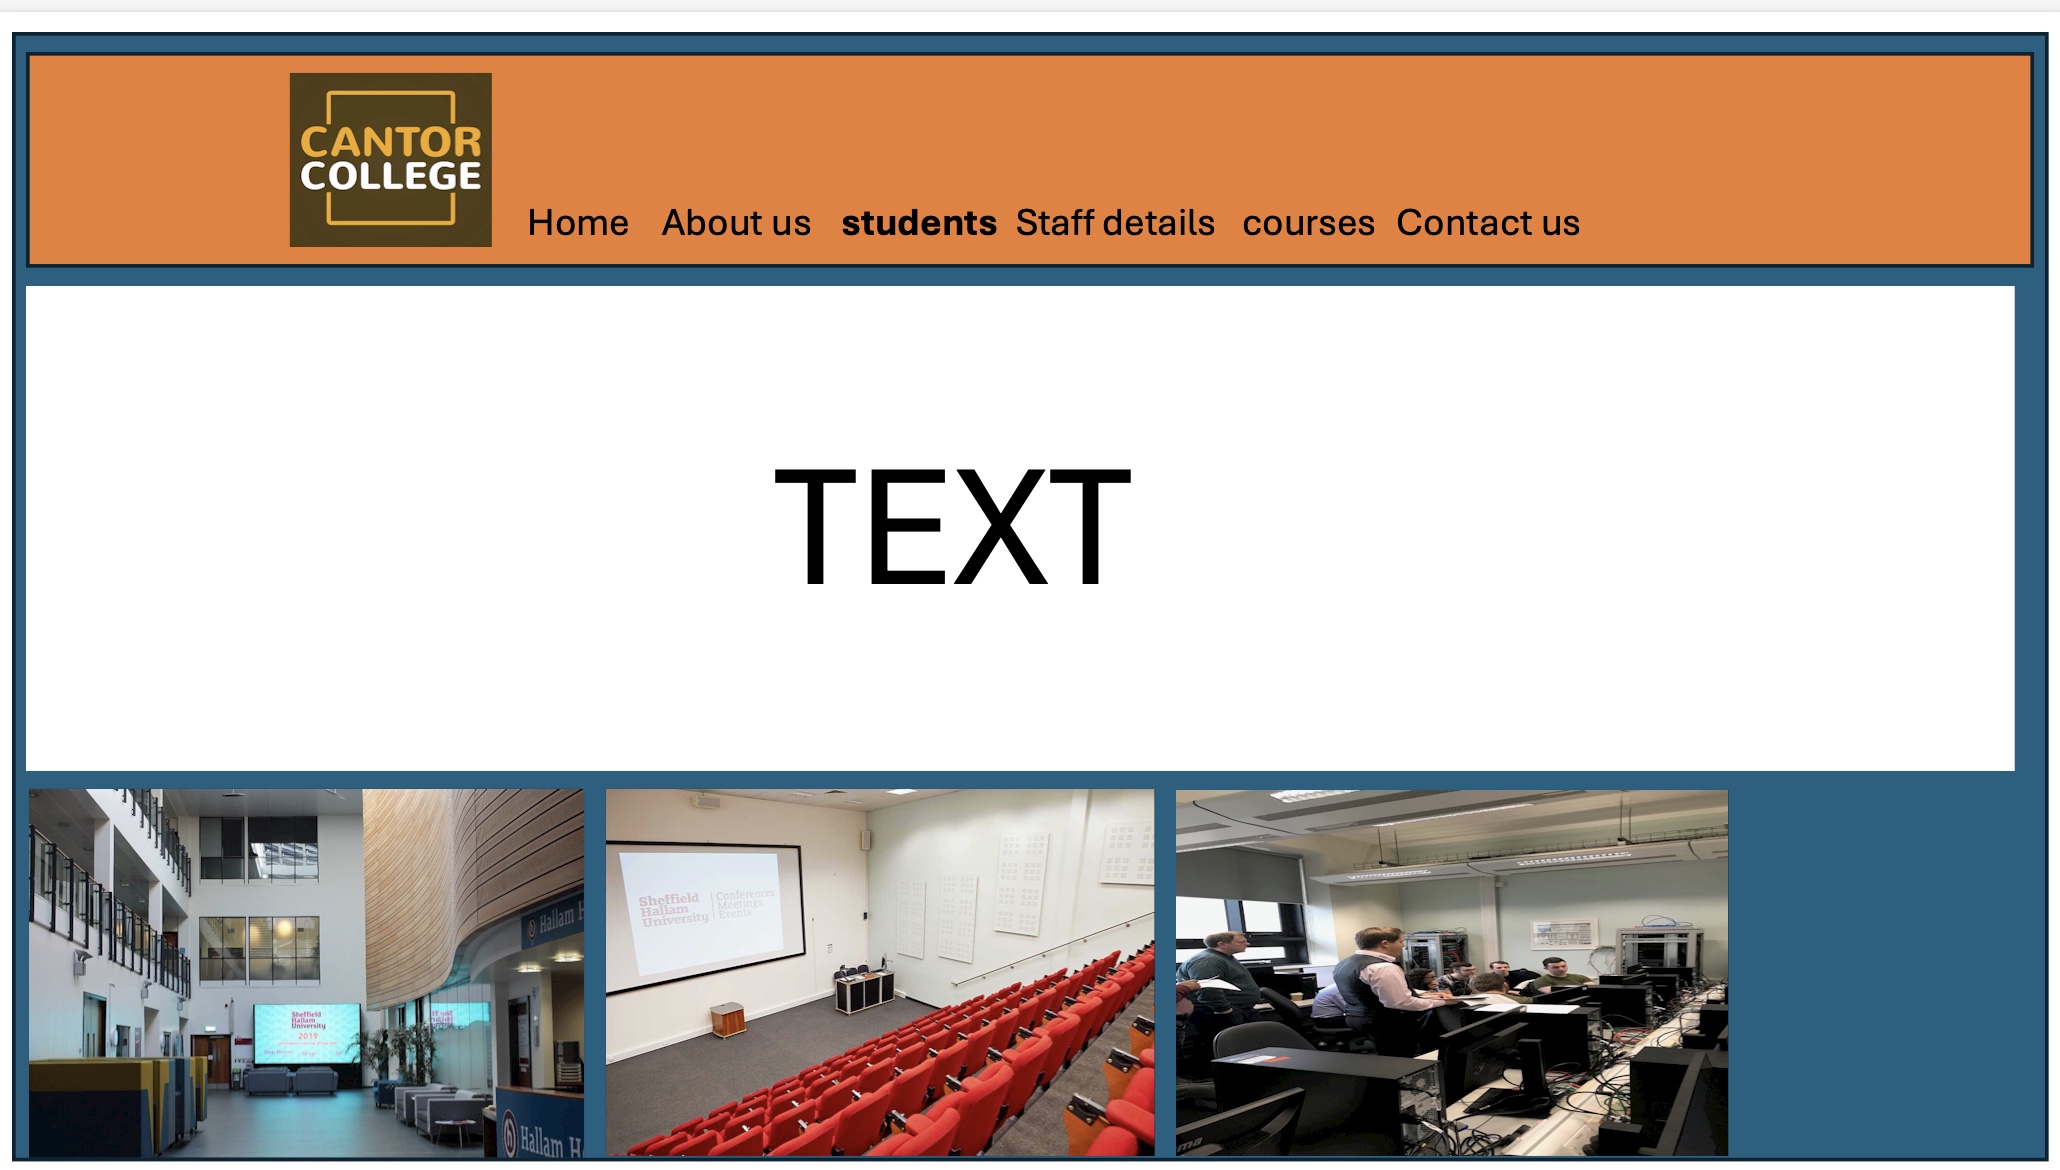 CANTOR
COLLEGE
Home About us students Staff details courses Contact us
TEXT
Hallam
Sheffield
Hallam
University
2019
Hallam H
Sheffield
Hallam
University
Conferences
Meetings
Events